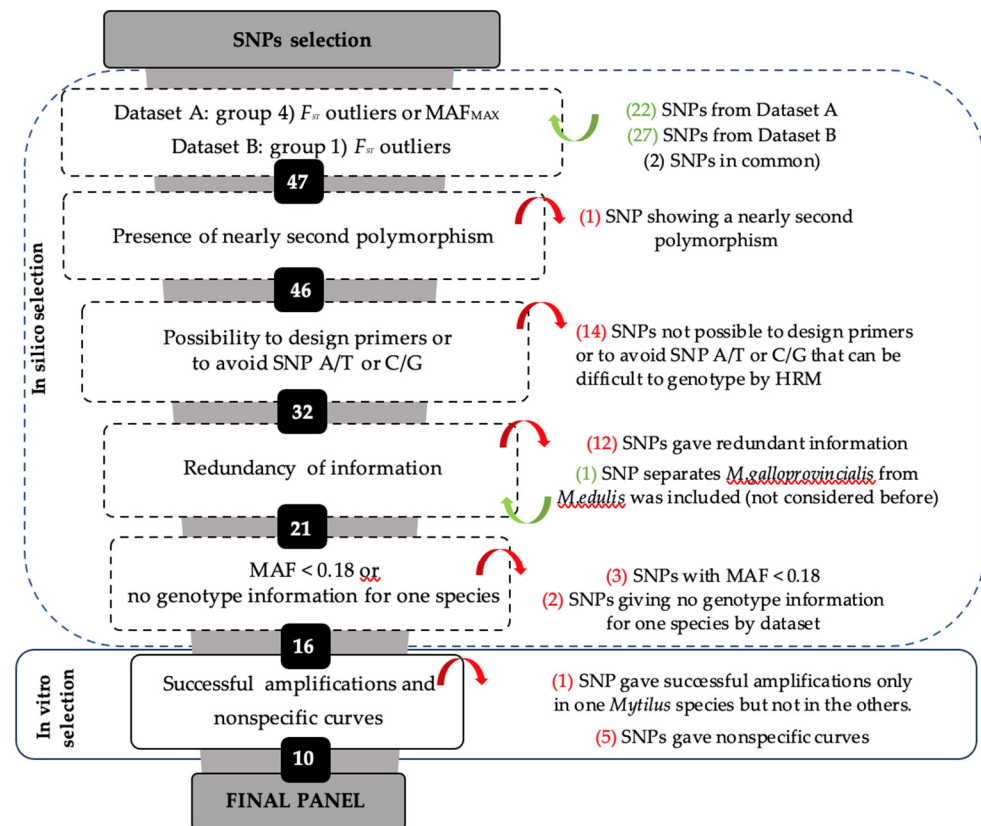 SNPs selection
In silico selection
Dataset A: group 4) FST outliers or MAFMAX
Dataset B: group 1) FST outliers
(22) SNPs from Dataset A
(27) SNPs from Dataset B
(2) SNPs in common)
47
Presence of nearly second polymorphism
(1) SNP showing a nearly second
polymorphism
46
Possibility to design primers or
to avoid SNP A/T or C/G
(14) SNPs not possible to design primers
or to avoid SNP A/T or C/G that can be
difficult to genotype by HRM
32
Redundancy of information
(12) SNPs gave redundant information
(1) SNP separates M.galloprovincialis from
M.edulis was included (not considered before)
21
MAF < 0.18 or
no genotype information for one species
(3) SNPs with MAF < 0.18
(2) SNPs giving no genotype information
for one species by dataset
16
In vitro
selection
Successful amplifications and
nonspecific curves
(1) SNP gave successful amplifications only
in one Mytilus species but not in the others.
(5) SNPs gave nonspecific curves
10
FINAL PANEL